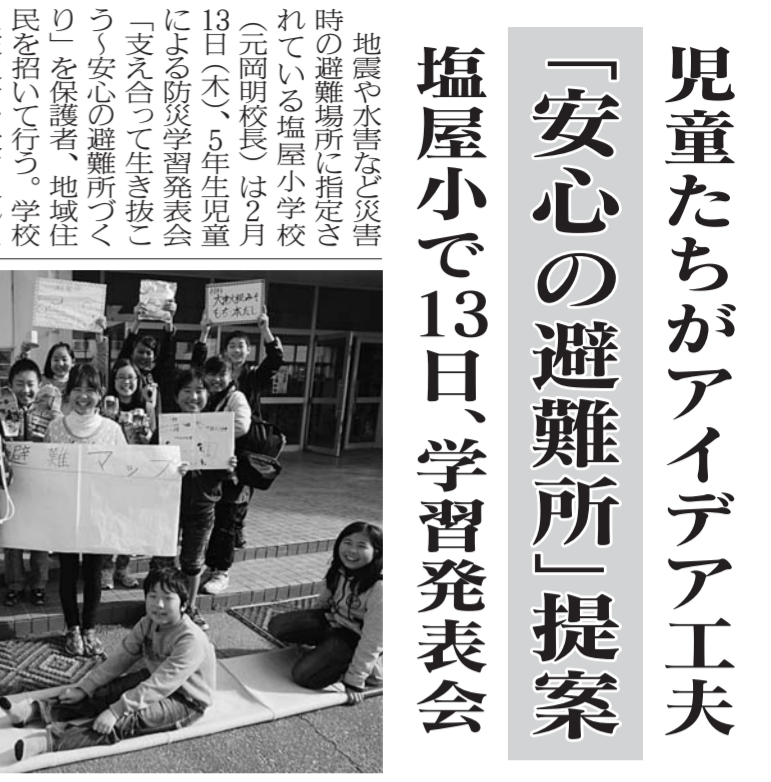 児童たちがアイデア工夫
「安心の避難所」提案
塩屋小で13日、学習発表会
地震や水害など災害
時の避難場所に指定さ
れている塩屋小学校
(元岡明校長)は2月
13日(木)、5年生児童
による防災学習発表会
「支え合って生き抜こ
う〜安心の避難所づく
り」を保護者、地域住
民を招いて行う。学校
避難マップ